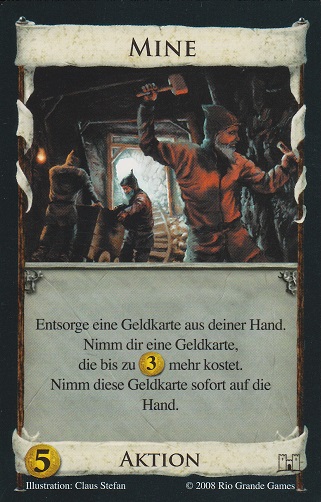 MINE
Entsorge eine Geldkarte aus deiner Hand.
Nimm dir eine Geldkarte,
die bis zu 3 mehr kostet.
Nimm diese Geldkarte sofort auf die
Hand.
5 AKTION
Illustration: Claus Stefan © 2008 Rio Grande Games